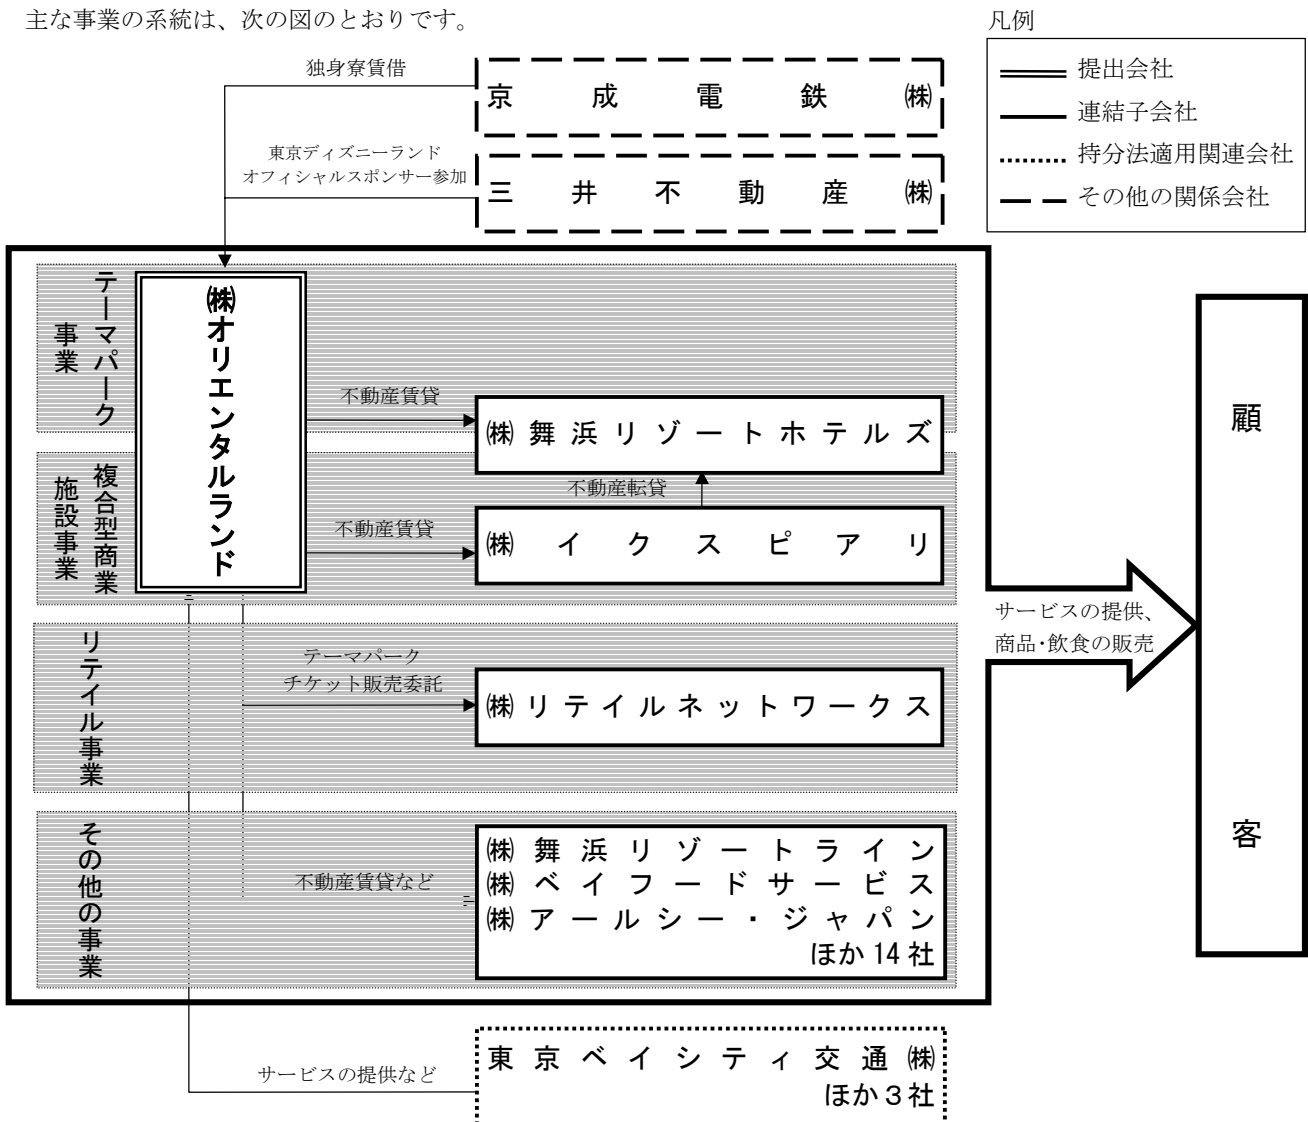 主な事業の系統は、次の図のとおりです。
凡例
提出会社
連結子会社
持分法適用関連会社
その他の関係会社
独身寮賃借
京成電鉄㈱
東京ディズニーランド
オフィシャルスポンサー参加
三井不動産㈱
テーマパーク
事業
㈱オリエンタルランド
不動産賃貸
㈱舞浜リゾートホテルズ
複合型商業
施設事業
不動産転貸
不動産賃貸
㈱イクスピアリ
リテイル事業
テーマパーク
チケット販売委託
㈱リテイルネットワークス
その他の事業
不動産賃貸など
㈱舞浜リゾートライン
㈱ベイフードサービス
㈱アールシー・ジャパン
ほか14社
サービスの提供、
商品・飲食の販売
顧客
サービスの提供など
東京ベイシティ交通㈱
ほか3社